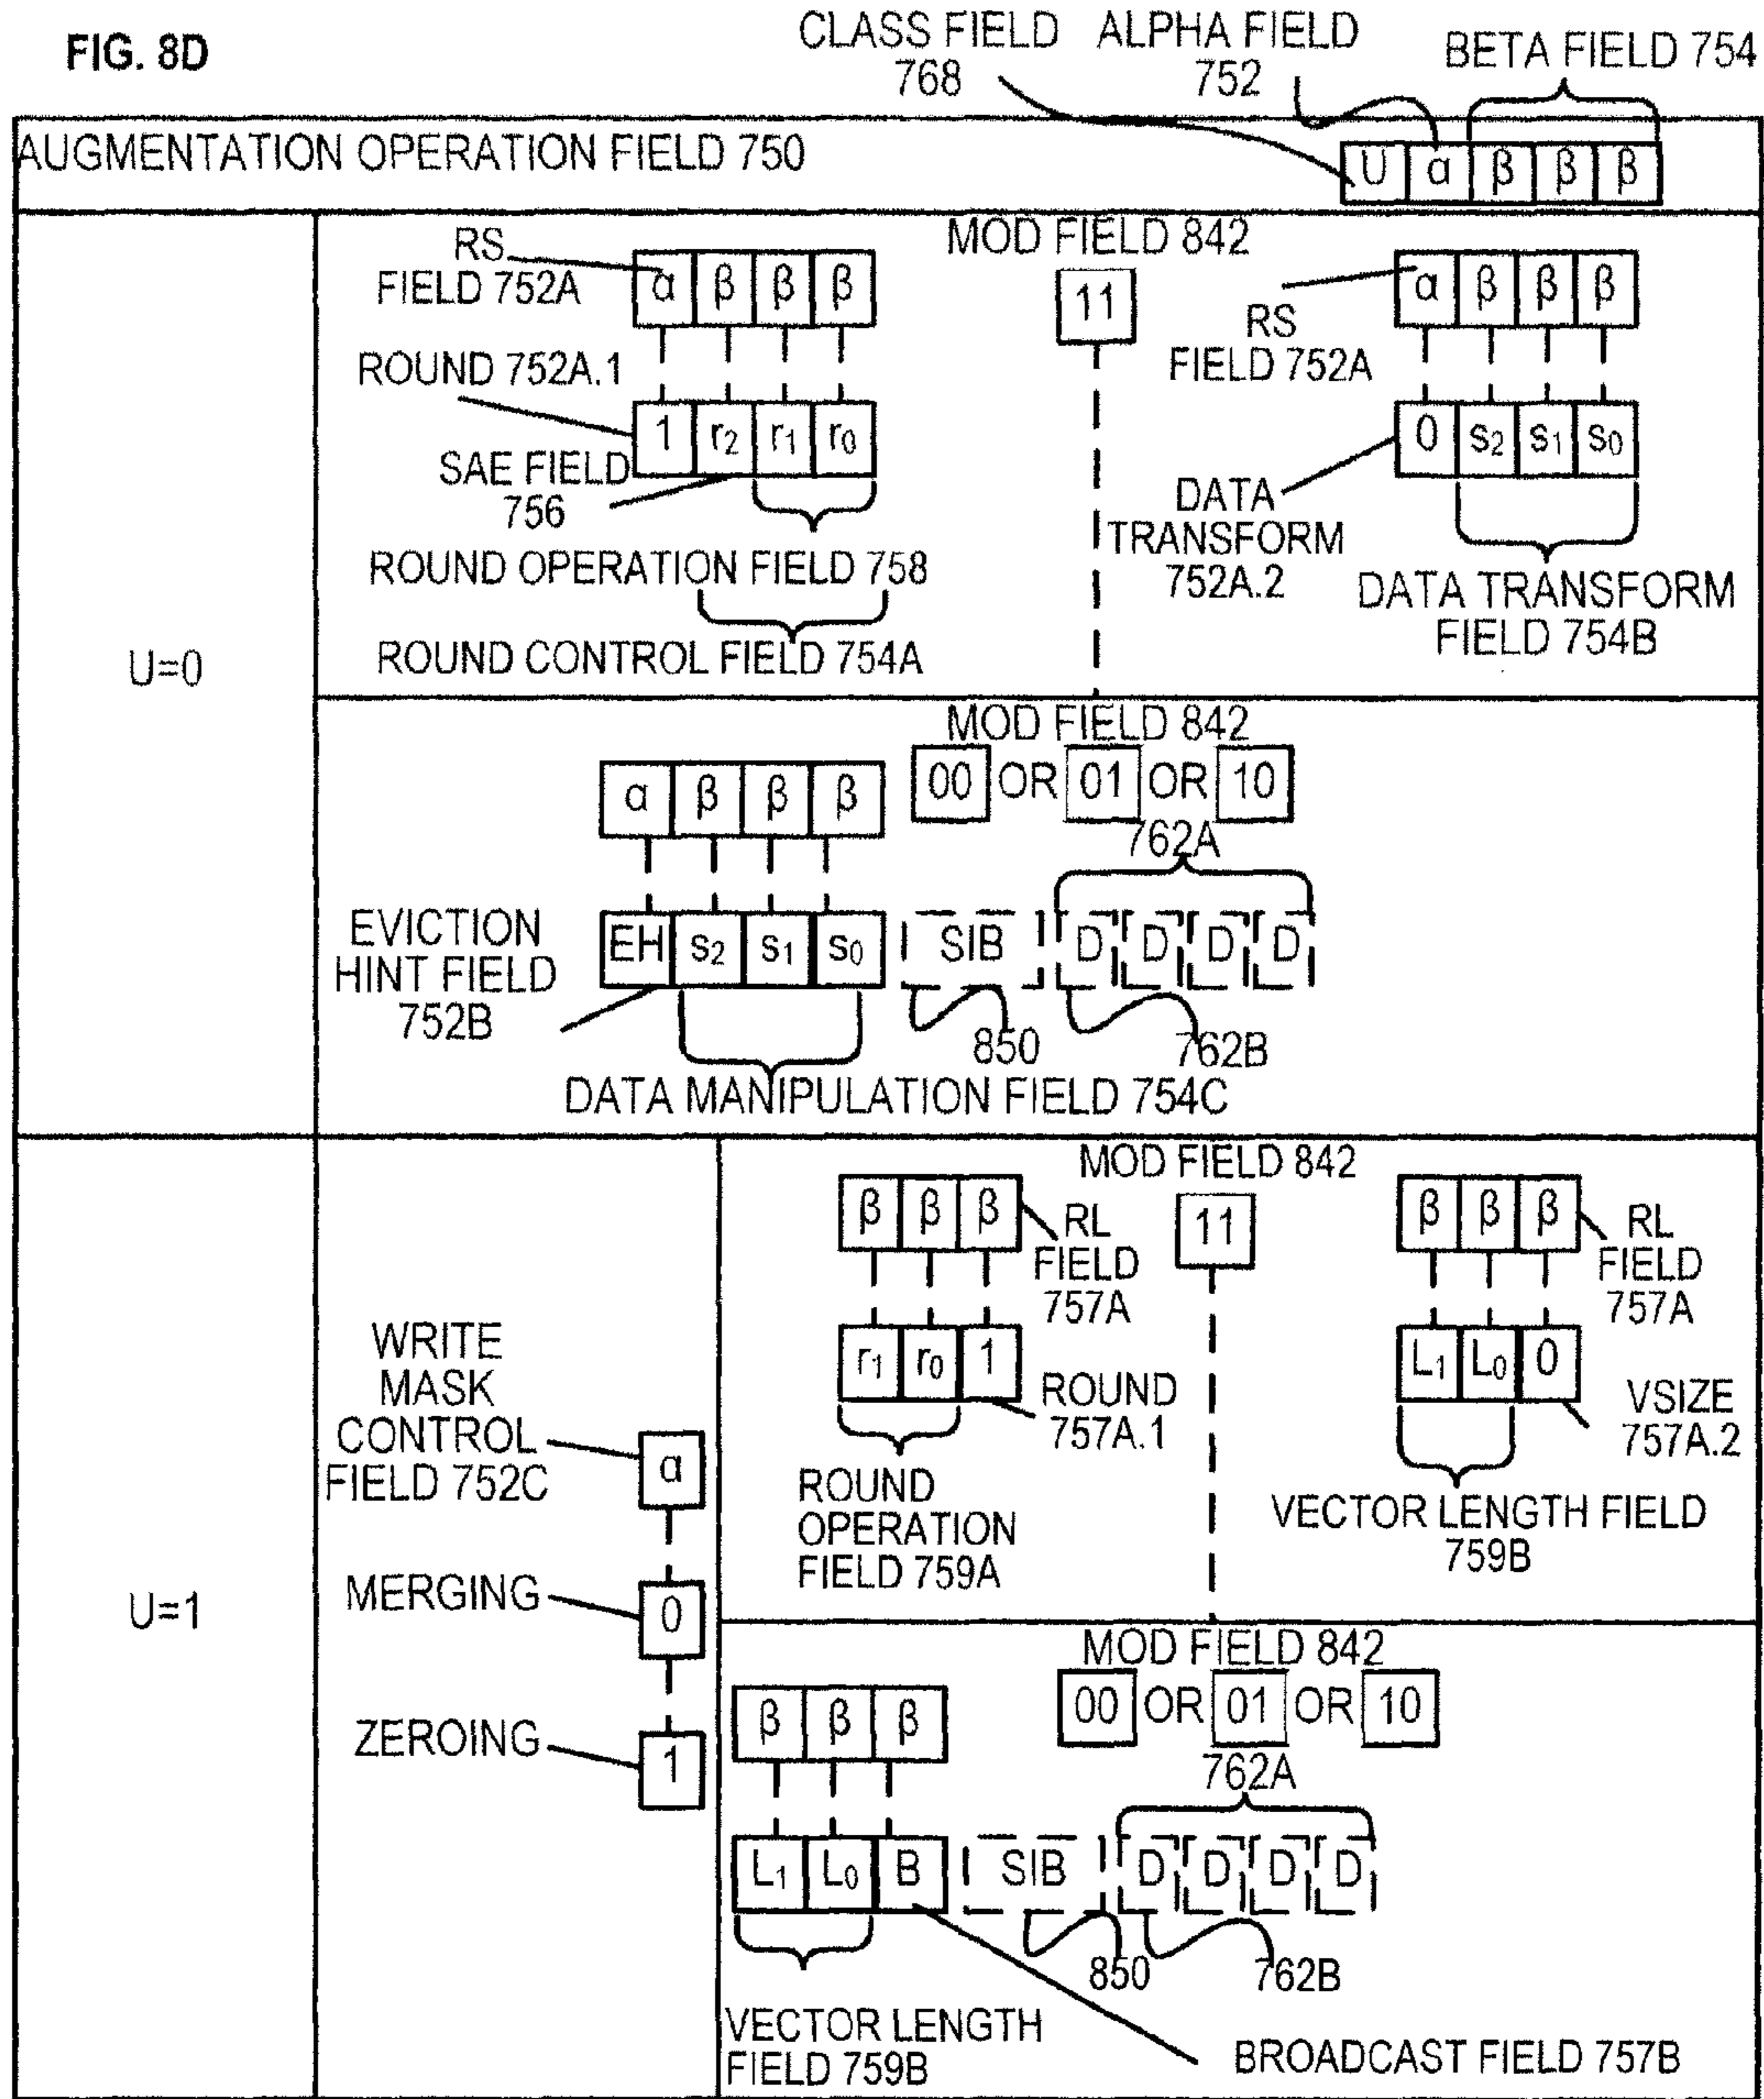 FIG. 8D
CLASS FIELD
768
ALPHA FIELD
752
BETA FIELD 754
AUGMENTATION OPERATION FIELD 750
U α β β β
U=0
RS
FIELD 752A
α β β β
MOD FIELD 842
11
RS
FIELD 752A
α β β β
ROUND 752A.1
1 r2 r1 r0
SAE FIELD
756
ROUND OPERATION FIELD 758
ROUND CONTROL FIELD 754A
0 s2 s1 s0
DATA
TRANSFORM
752A.2
DATA TRANSFORM
FIELD 754B
MOD FIELD 842
00 OR 01 OR 10
α β β β
762A
EVICTION
HINT FIELD
752B
EH s2 s1 s0 SIB D D D D
850
762B
DATA MANIPULATION FIELD 754C
U=1
WRITE
MASK
CONTROL
FIELD 752C
α
MERGING
0
ZEROING
1
MOD FIELD 842
11
β β β
RL
FIELD
757A
r1 r0 1
ROUND
757A.1
ROUND
OPERATION
FIELD 759A
β β β
RL
FIELD
757A
L1 L0 0
VSIZE
757A.2
VECTOR LENGTH FIELD
759B
MOD FIELD 842
00 OR 01 OR 10
β β β
762A
L1 L0 B SIB D D D D
850
762B
VECTOR LENGTH
FIELD 759B
BROADCAST FIELD 757B